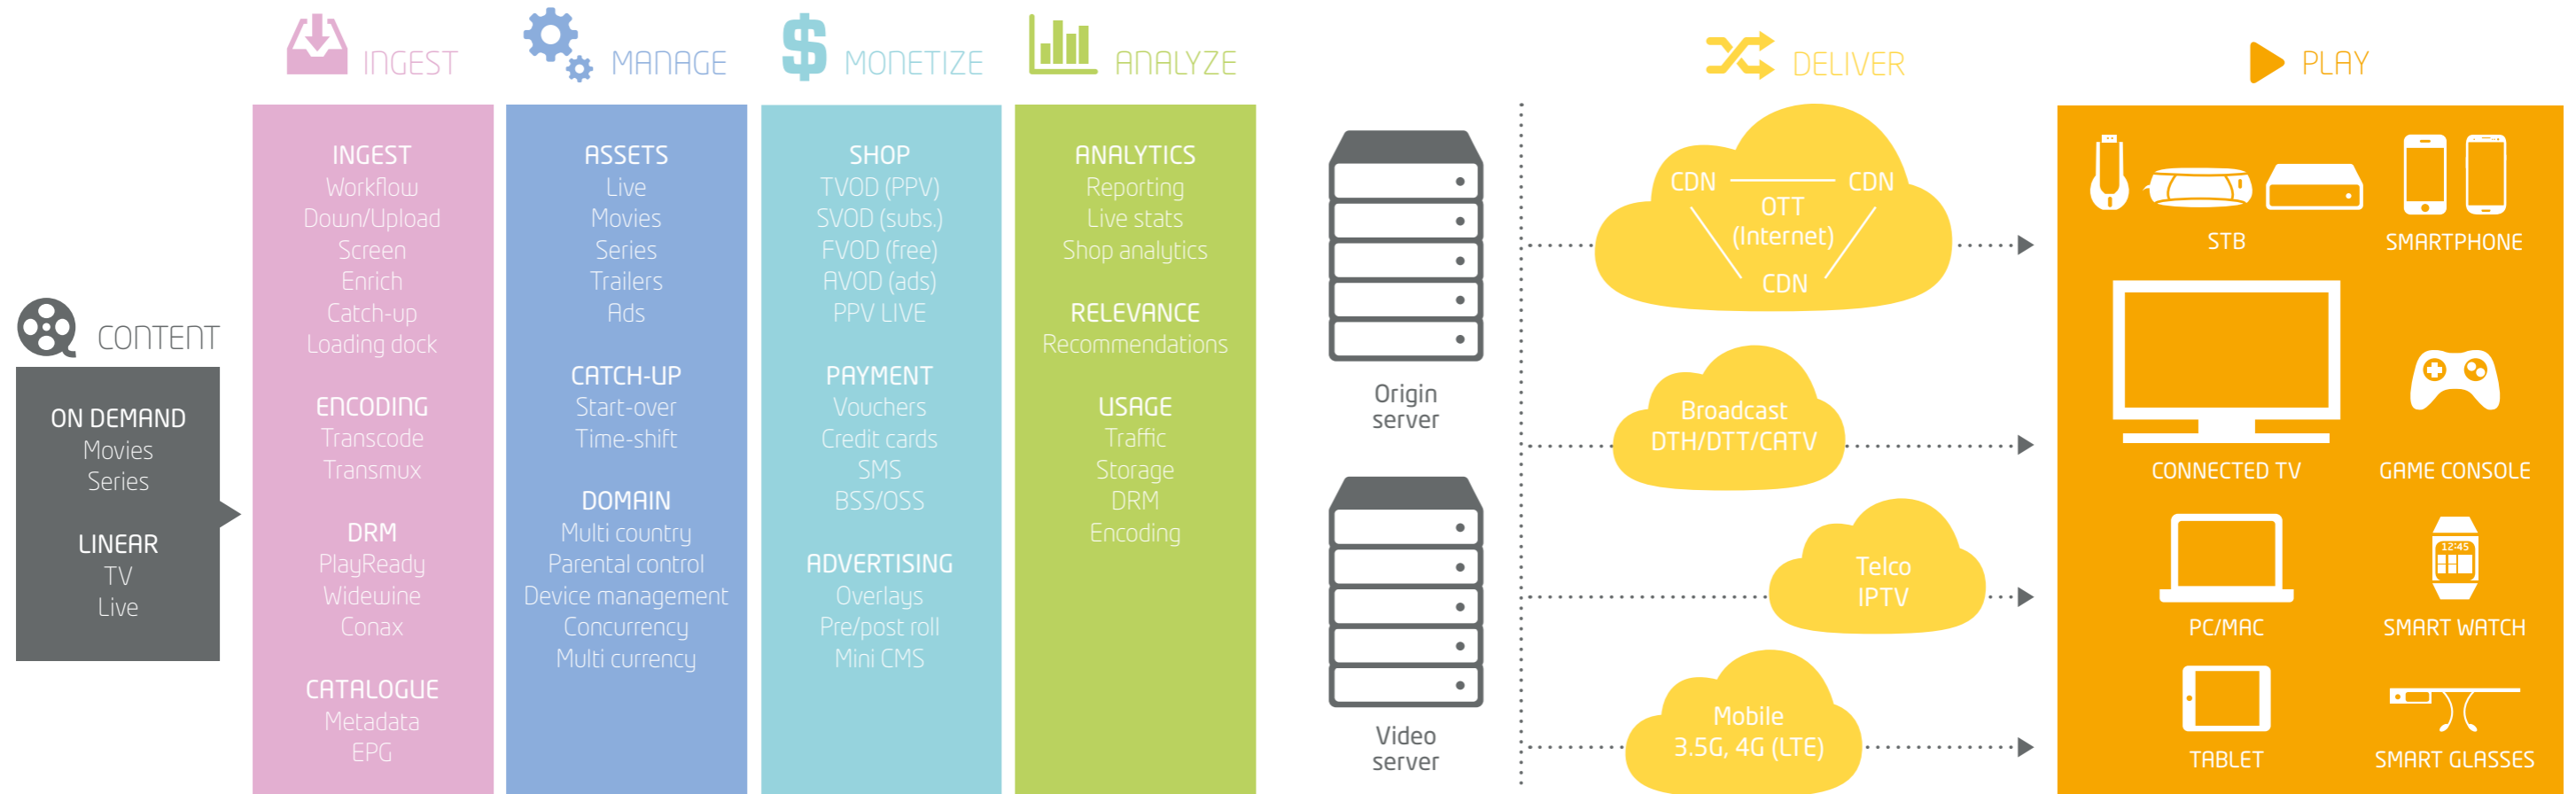 CONTENT
ON DEMAND
Movies
Series
LINEAR
TV
Live
INGEST
INGEST
Workflow
Down/Upload
Screen
Enrich
Catch-up
Loading dock
ENCODING
Transcode
Transmux
DRM
PlayReady
Widewine
Conax
CATALOGUE
Metadata
EPG
MANAGE
ASSETS
Live
Movies
Series
Trailers
Ads
CATCH-UP
Start-over
Time-shift
DOMAIN
Multi country
Parental control
Device management
Concurrency
Multi currency
MONETIZE
SHOP
TVOD (PPV)
SVOD (subs.)
FVOD (free)
AVOD (ads)
PPV LIVE
PAYMENT
Vouchers
Credit cards
SMS
BSS/OSS
ADVERTISING
Overlays
Pre/post roll
Mini CMS
ANALYZE
ANALYTICS
Reporting
Live stats
Shop analytics
RELEVANCE
Recommendations
USAGE
Traffic
Storage
DRM
Encoding
Origin
server
Video
server
DELIVER
CDN
CDN
OTT
(Internet)
CDN
Broadcast
DTH/DTT/CATV
Telco
IPTV
Mobile
3.5G, 4G (LTE)
PLAY
STB
SMARTPHONE
CONNECTED TV
GAME CONSOLE
12:45
PC/MAC
SMART WATCH
TABLET
SMART GLASSES